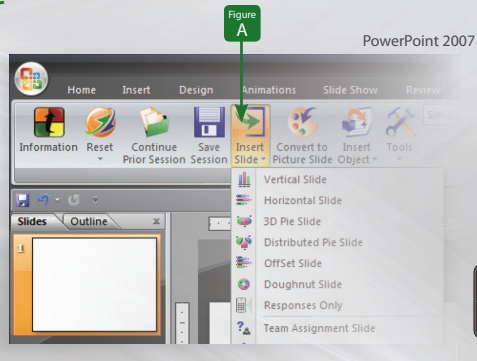 Figure
A
PowerPoint 2007
Home Insert Design Animations Slide Show Review
Information Reset Continue Prior Session Save Session Insert Slide Convert to Picture Slide Insert Object Tools
Slides Outline x
1
Vertical Slide
Horizontal Slide
3D Pie Slide
Distributed Pie Slide
OffSet Slide
Doughnut Slide
Responses Only
Team Assignment Slide